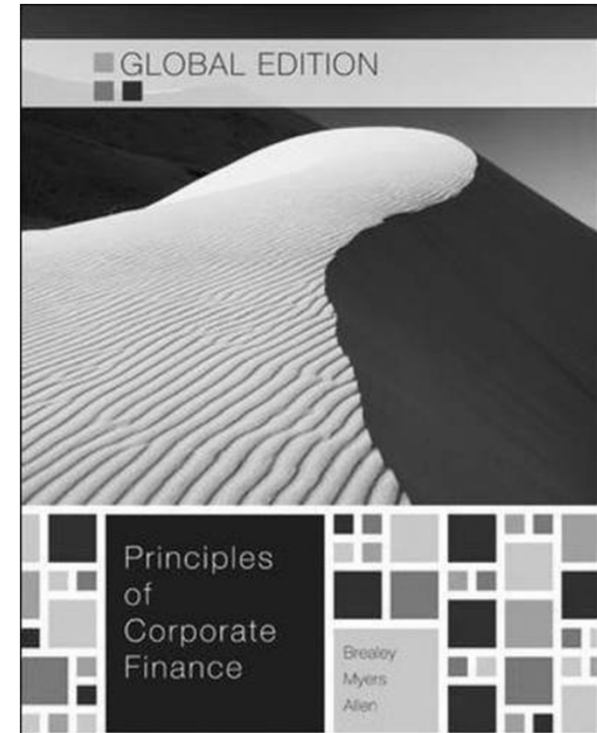 GLOBAL EDITION
Principles
of
Corporate
Finance
Brealey
Myers
Allen